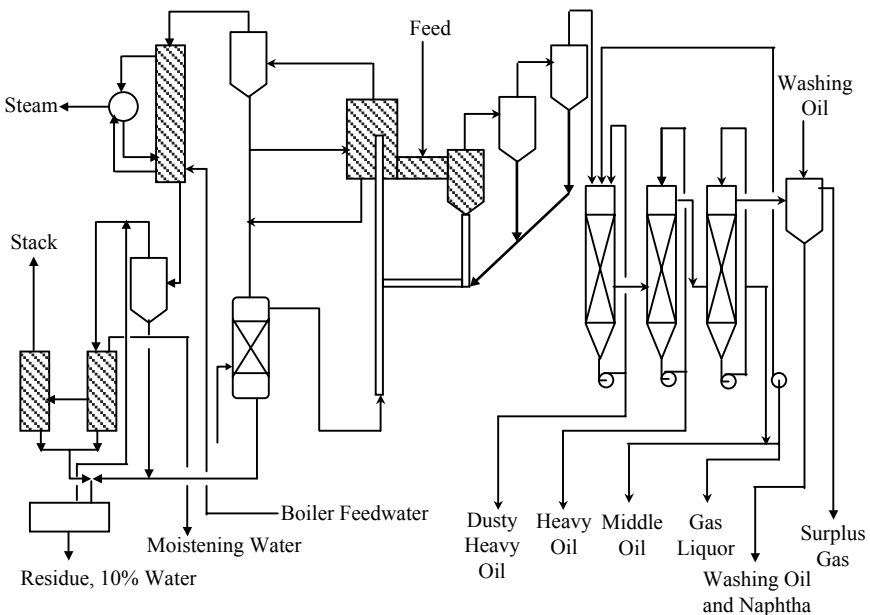 Feed
Washing
Oil
Steam
Stack
Boiler Feedwater
Moistening Water
Residue, 10% Water
Dusty
Heavy
Oil
Heavy
Oil
Middle
Oil
Gas
Liquor
Washing Oil
and Naphtha
Surplus
Gas